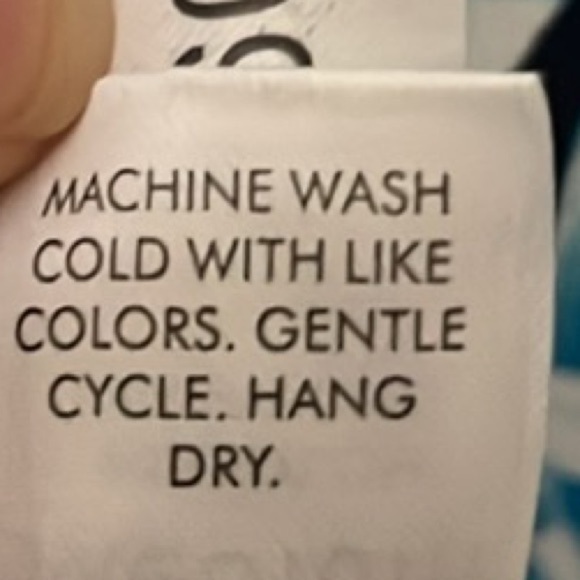 MACHINE WASH
COLD WITH LIKE
COLORS. GENTLE
CYCLE. HANG
DRY.